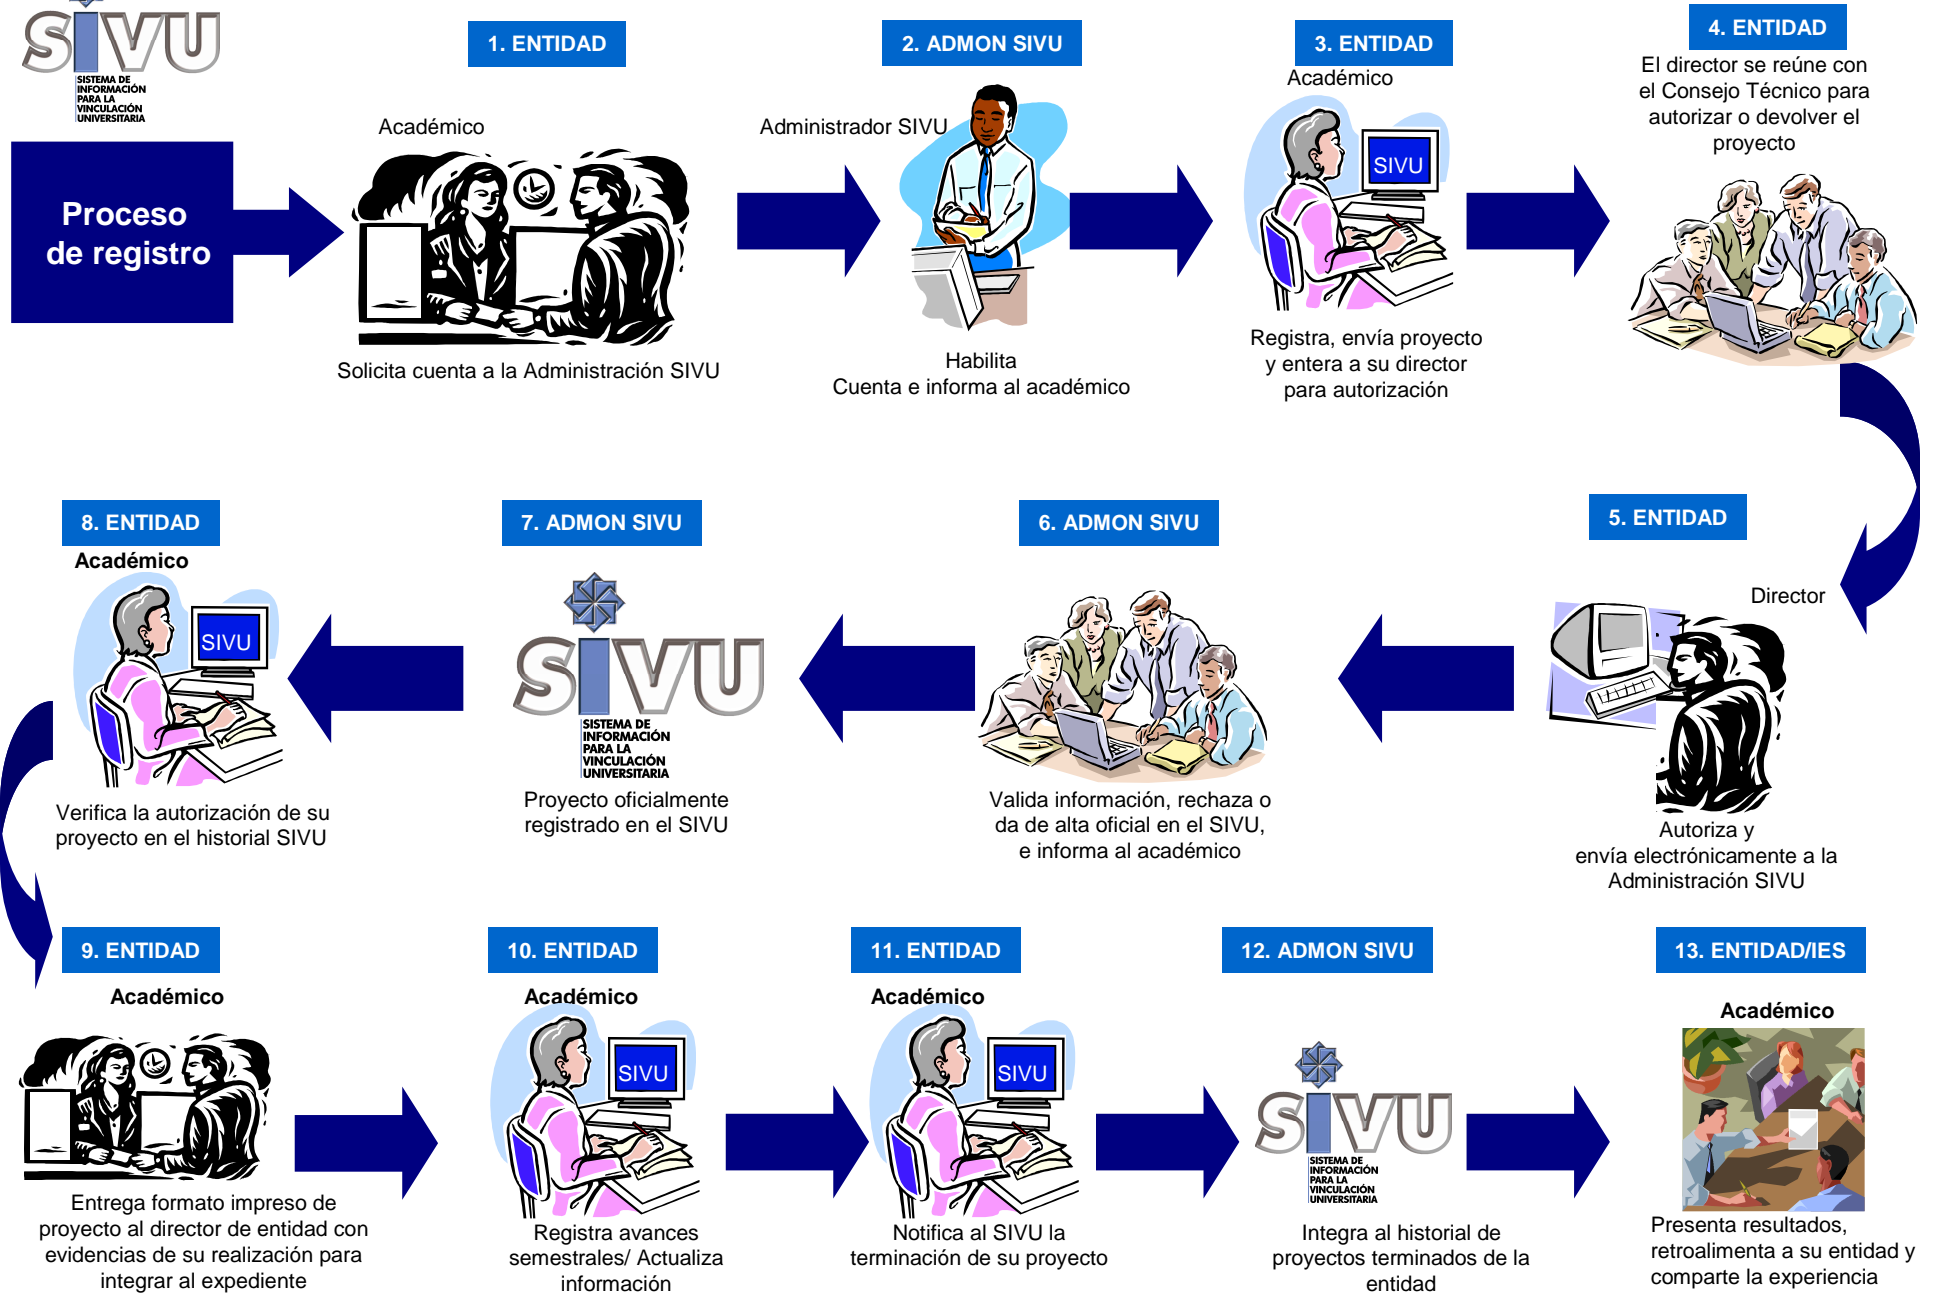 SIVU
SISTEMA DE
INFORMACIÓN
PARA LA
VINCULACIÓN
UNIVERSITARIA
Proceso
de registro
1. ENTIDAD
Académico
Solicita cuenta a la Administración SIVU
2. ADMON SIVU
Administrador SIVU
Habilita
Cuenta e informa al académico
3. ENTIDAD
Académico
SIVU
Registra, envía proyecto
y entera a su director
para autorización
4. ENTIDAD
El director se reúne con
el Consejo Técnico para
autorizar o devolver el
proyecto
5. ENTIDAD
Director
Autoriza y
envía electrónicamente a la
Administración SIVU
6. ADMON SIVU
Valida información, rechaza o
da de alta oficial en el SIVU,
e informa al académico
7. ADMON SIVU
SIVU
SISTEMA DE
INFORMACIÓN
PARA LA
VINCULACIÓN
UNIVERSITARIA
Proyecto oficialmente
registrado en el SIVU
8. ENTIDAD
Académico
SIVU
Verifica la autorización de su
proyecto en el historial SIVU
9. ENTIDAD
Académico
Entrega formato impreso de
proyecto al director de entidad con
evidencias de su realización para
integrar al expediente
10. ENTIDAD
Académico
SIVU
Registra avances
semestrales/ Actualiza
información
11. ENTIDAD
Académico
SIVU
Notifica al SIVU la
terminación de su proyecto
12. ADMON SIVU
SIVU
SISTEMA DE
INFORMACIÓN
PARA LA
VINCULACIÓN
UNIVERSITARIA
Integra al historial de
proyectos terminados de la
entidad
13. ENTIDAD/IES
Académico
Presenta resultados,
retroalimenta a su entidad y
comparte la experiencia